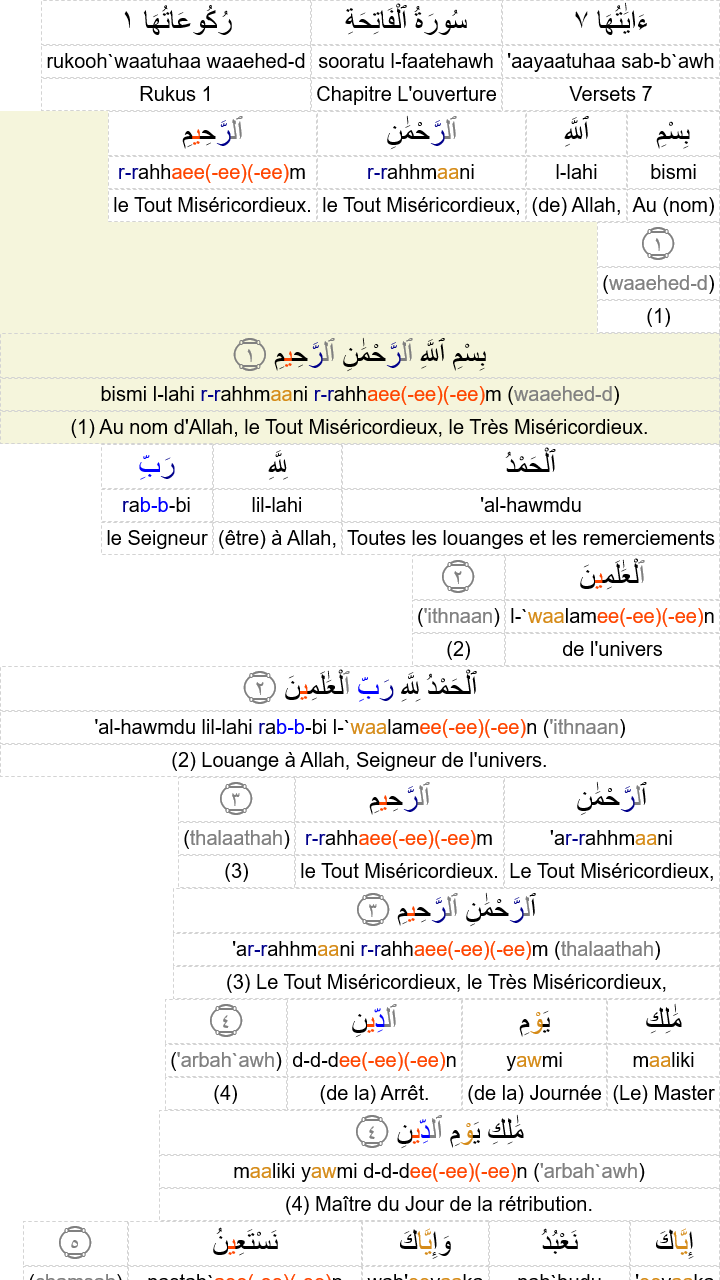 ءَايَٰتُهَا ٧ سُورَةُ ٱلْفَاتِحَةِ رُكُوعَاتُهَا ١
'aayaatuhaa sab-b`awh sooratu l-faatehawh rukooh`waatuhaa waaehed-d
Versets 7 Chapitre L'ouverture Rukus 1
بِسْمِ ٱللَّهِ ٱلرَّحْمَٰنِ ٱلرَّحِيمِ
bismi l-lahi r-rahhmaani r-rahhaee(-ee)(-ee)m
Au (nom) (de) Allah, le Tout Miséricordieux, le Tout Miséricordieux.
١
(waaehed-d)
(1)
بِسْمِ ٱللَّهِ ٱلرَّحْمَٰنِ ٱلرَّحِيمِ ١
bismi l-lahi r-rahhmaani r-rahhaee(-ee)(-ee)m (waaehed-d)
(1) Au nom d'Allah, le Tout Miséricordieux, le Très Miséricordieux.
ٱلْحَمْدُ لِلَّهِ رَبِّ
'al-hawmdu lil-lahi rab-b-bi
Toutes les louanges et les remerciements (être) à Allah, le Seigneur
ٱلْعَٰلَمِينَ ٢
l-`waalamee(-ee)(-ee)n ('ithnaan)
de l'univers (2)
ٱلْحَمْدُ لِلَّهِ رَبِّ ٱلْعَٰلَمِينَ ٢
'al-hawmdu lil-lahi rab-b-bi l-`waalamee(-ee)(-ee)n ('ithnaan)
(2) Louange à Allah, Seigneur de l'univers.
ٱلرَّحْمَٰنِ ٱلرَّحِيمِ ٣
'ar-rahhmaani r-rahhaee(-ee)(-ee)m (thalaathah)
Le Tout Miséricordieux, le Tout Miséricordieux. (3)
ٱلرَّحْمَٰنِ ٱلرَّحِيمِ ٣
'ar-rahhmaani r-rahhaee(-ee)(-ee)m (thalaathah)
(3) Le Tout Miséricordieux, le Très Miséricordieux,
مَٰلِكِ يَوْمِ ٱلدِّينِ ٤
maaliki yawmi d-d-dee(-ee)(-ee)n ('arbah`awh)
(Le) Master (de la) Journée (de la) Arrêt. (4)
مَٰلِكِ يَوْمِ ٱلدِّينِ ٤
maaliki yawmi d-d-dee(-ee)(-ee)n ('arbah`awh)
(4) Maître du Jour de la rétribution.
إِيَّاكَ نَعْبُدُ وَإِيَّاكَ نَسْتَعِينُ ٥